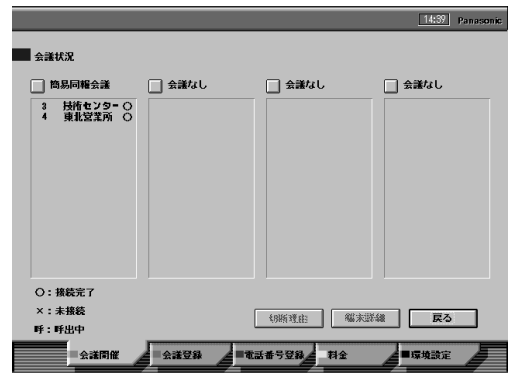 14:39 Panasonic
会議状況
簡易同報会議 会議なし 会議なし 会議なし
3 技術センター ○
4 東北営業所 ○
○：接続完了
×：未接続
呼：呼出中
切断理由 端末詳細 戻る
会議開催 会議登録 電話番号登録 料金 環境設定